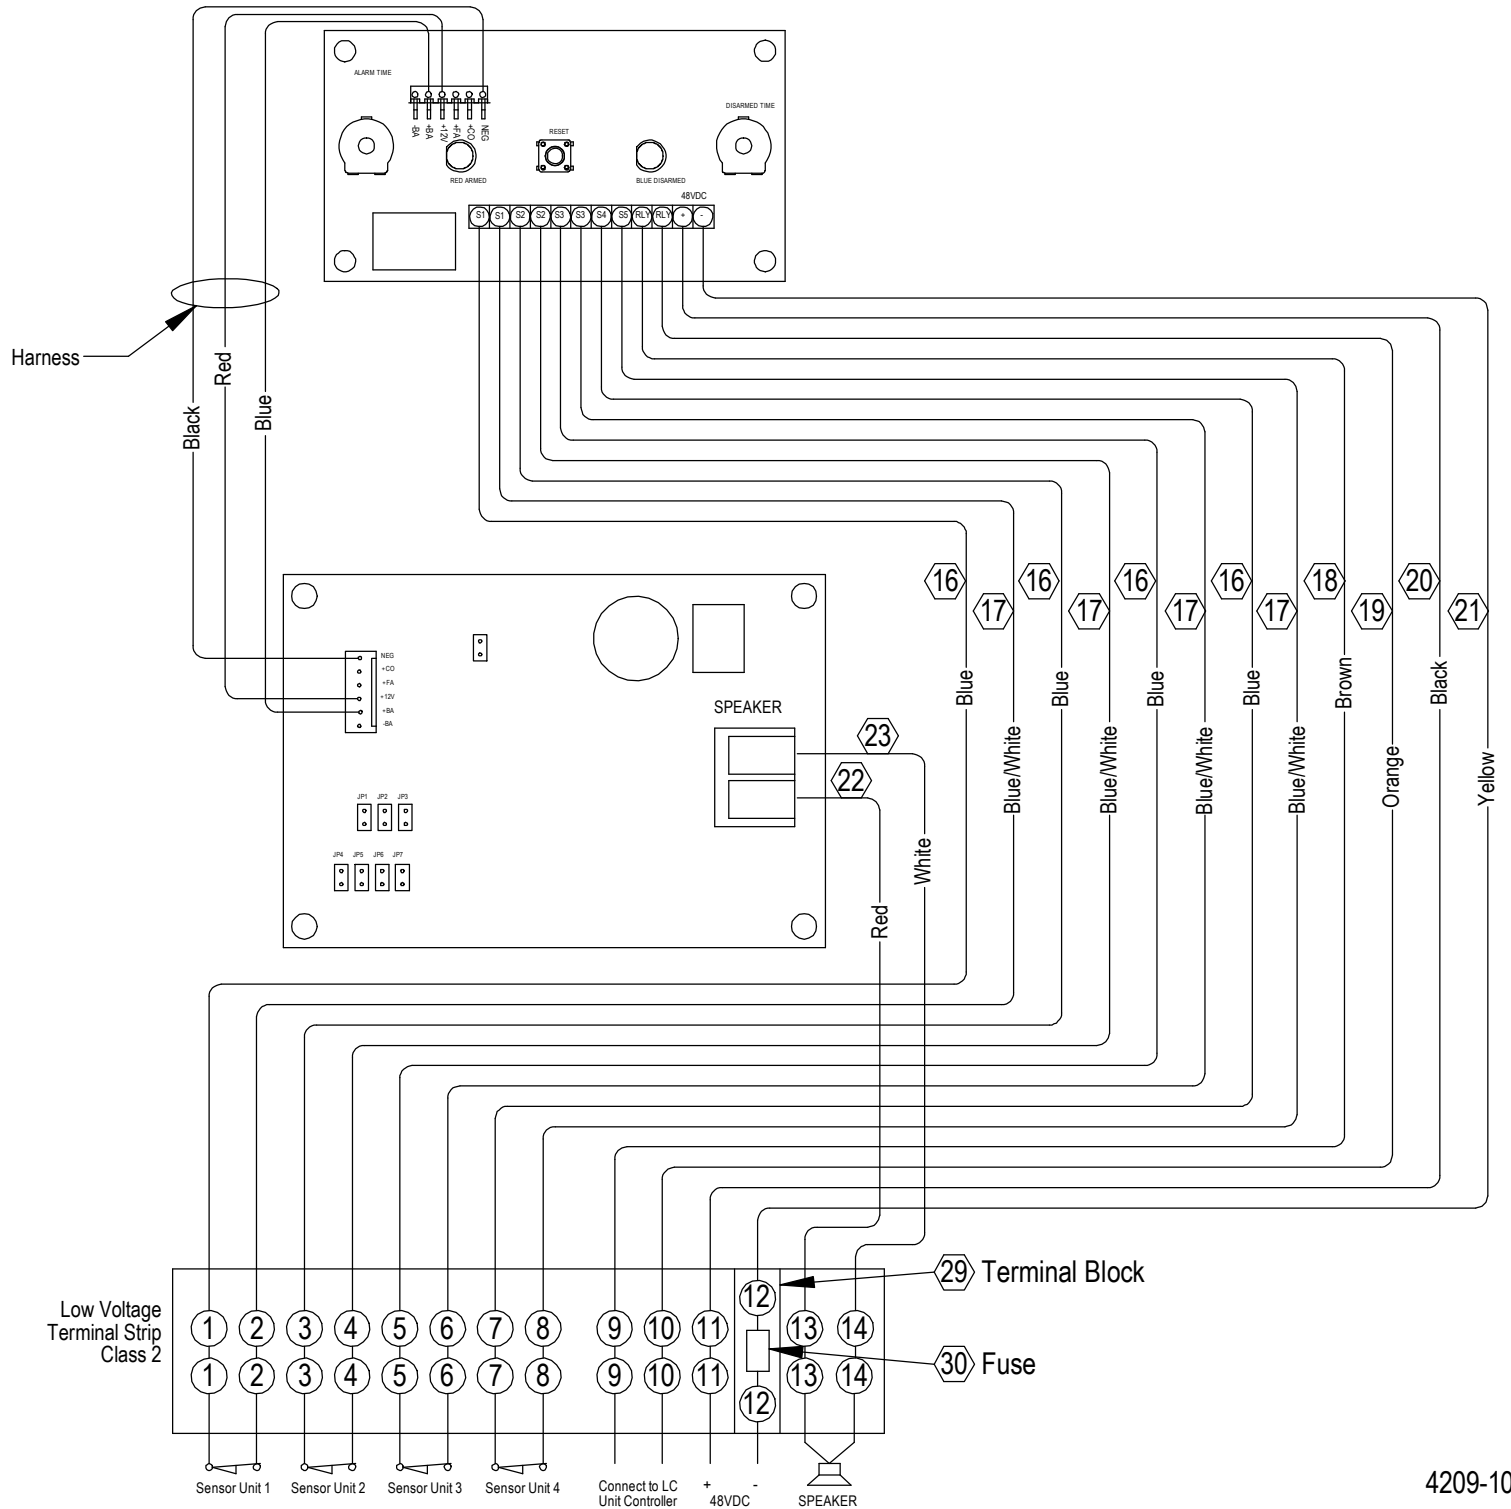 ALARM TIME
DISARMED TIME
-BA
+BA
+12V
+FA
+CO
NEG
RESET
RED ARMED
BLUE DISARMED
48VDC
S1 S1 S2 S2 S3 S3 S4 S5 RLY RLY + -
Harness
Black
Red
Blue
16 17 16 17 16 17 16 17 18 19 20 21
Blue
Blue/White
Blue
Blue/White
Blue
Blue/White
Blue
Blue/White
Brown
Orange
Black
Yellow
NEG
+CO
+FA
+12V
+BA
-BA
SPEAKER
23
22
White
Red
JP1 JP2 JP3
JP4 JP5 JP6 JP7
29 Terminal Block
30 Fuse
Low Voltage
Terminal Strip
Class 2
12
1 2 3 4 5 6 7 8 9 10 11 13 14
1 2 3 4 5 6 7 8 9 10 11 13 14
12
Sensor Unit 1
Sensor Unit 2
Sensor Unit 3
Sensor Unit 4
Connect to LC
Unit Controller
+ -
48VDC
SPEAKER
4209-10